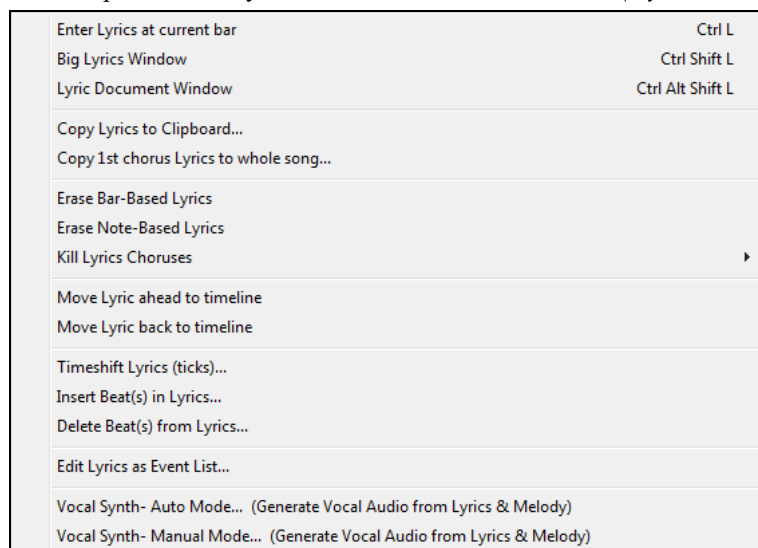 Enter Lyrics at current bar Ctrl L
Big Lyrics Window Ctrl Shift L
Lyric Document Window Ctrl Alt Shift L
Copy Lyrics to Clipboard...
Copy 1st chorus Lyrics to whole song...
Erase Bar-Based Lyrics
Erase Note-Based Lyrics
Kill Lyrics Choruses
Move Lyric ahead to timeline
Move Lyric back to timeline
Timeshift Lyrics (ticks)...
Insert Beat(s) in Lyrics...
Delete Beat(s) from Lyrics...
Edit Lyrics as Event List...
Vocal Synth- Auto Mode... (Generate Vocal Audio from Lyrics & Melody)
Vocal Synth- Manual Mode... (Generate Vocal Audio from Lyrics & Melody)